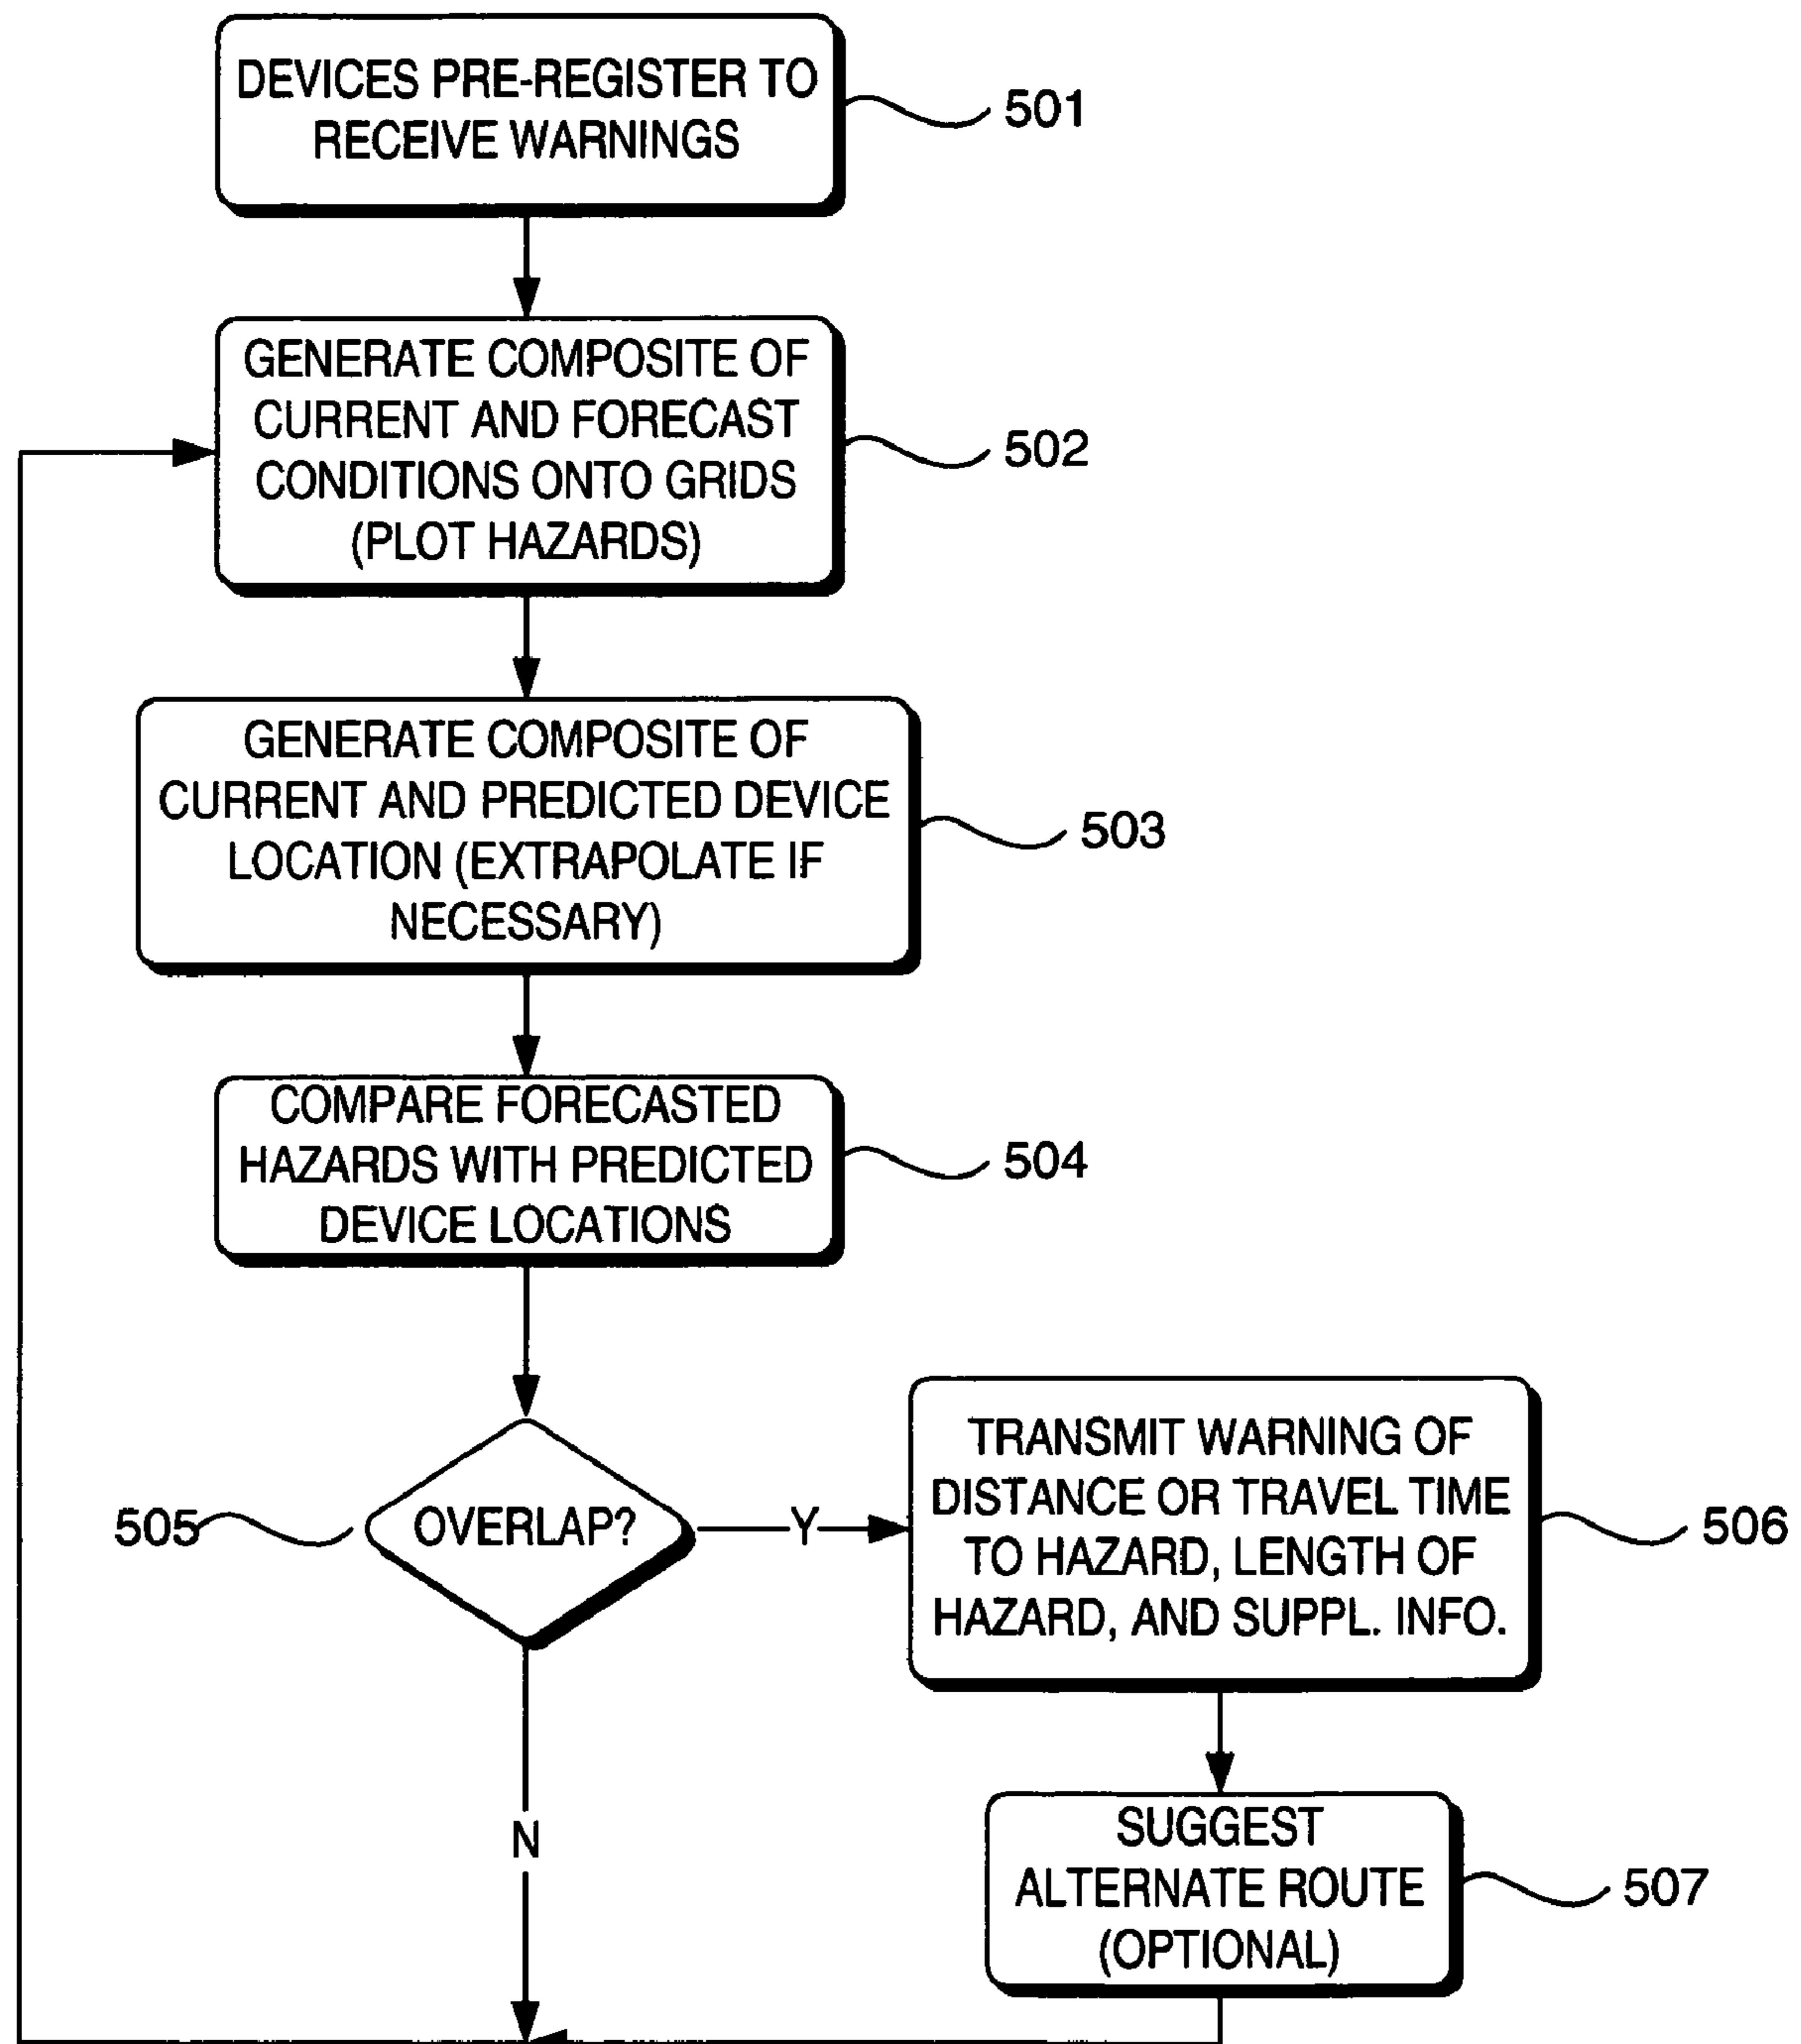 DEVICES PRE-REGISTER TO
RECEIVE WARNINGS
501
GENERATE COMPOSITE OF
CURRENT AND FORECAST
CONDITIONS ONTO GRIDS
(PLOT HAZARDS)
502
GENERATE COMPOSITE OF
CURRENT AND PREDICTED DEVICE
LOCATION (EXTRAPOLATE IF
NECESSARY)
503
COMPARE FORECASTED
HAZARDS WITH PREDICTED
DEVICE LOCATIONS
504
505
OVERLAP?
Y
TRANSMIT WARNING OF
DISTANCE OR TRAVEL TIME
TO HAZARD, LENGTH OF
HAZARD, AND SUPPL. INFO.
506
N
SUGGEST
ALTERNATE ROUTE
(OPTIONAL)
507